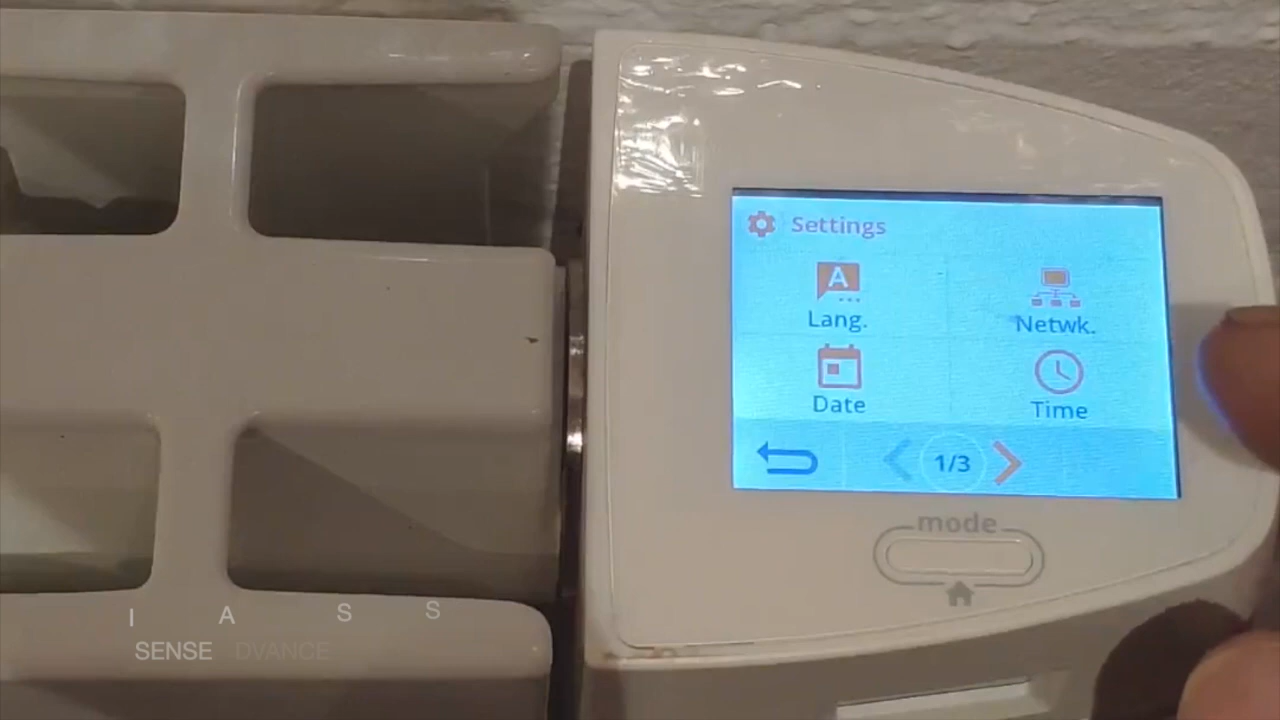 Settings
A
Lang.
Netwk.
Date
Time
1/3
mode
I A S S
SENSE DVANCE